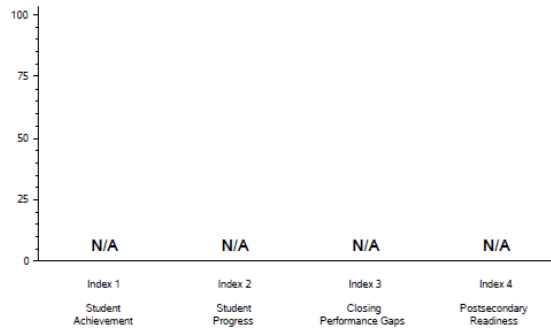 100
75
50
25
0
N/A N/A N/A N/A
Index 1 Index 2 Index 3 Index 4
Student Student Closing Postsecondary
Achievement Progress Performance Gaps Readiness